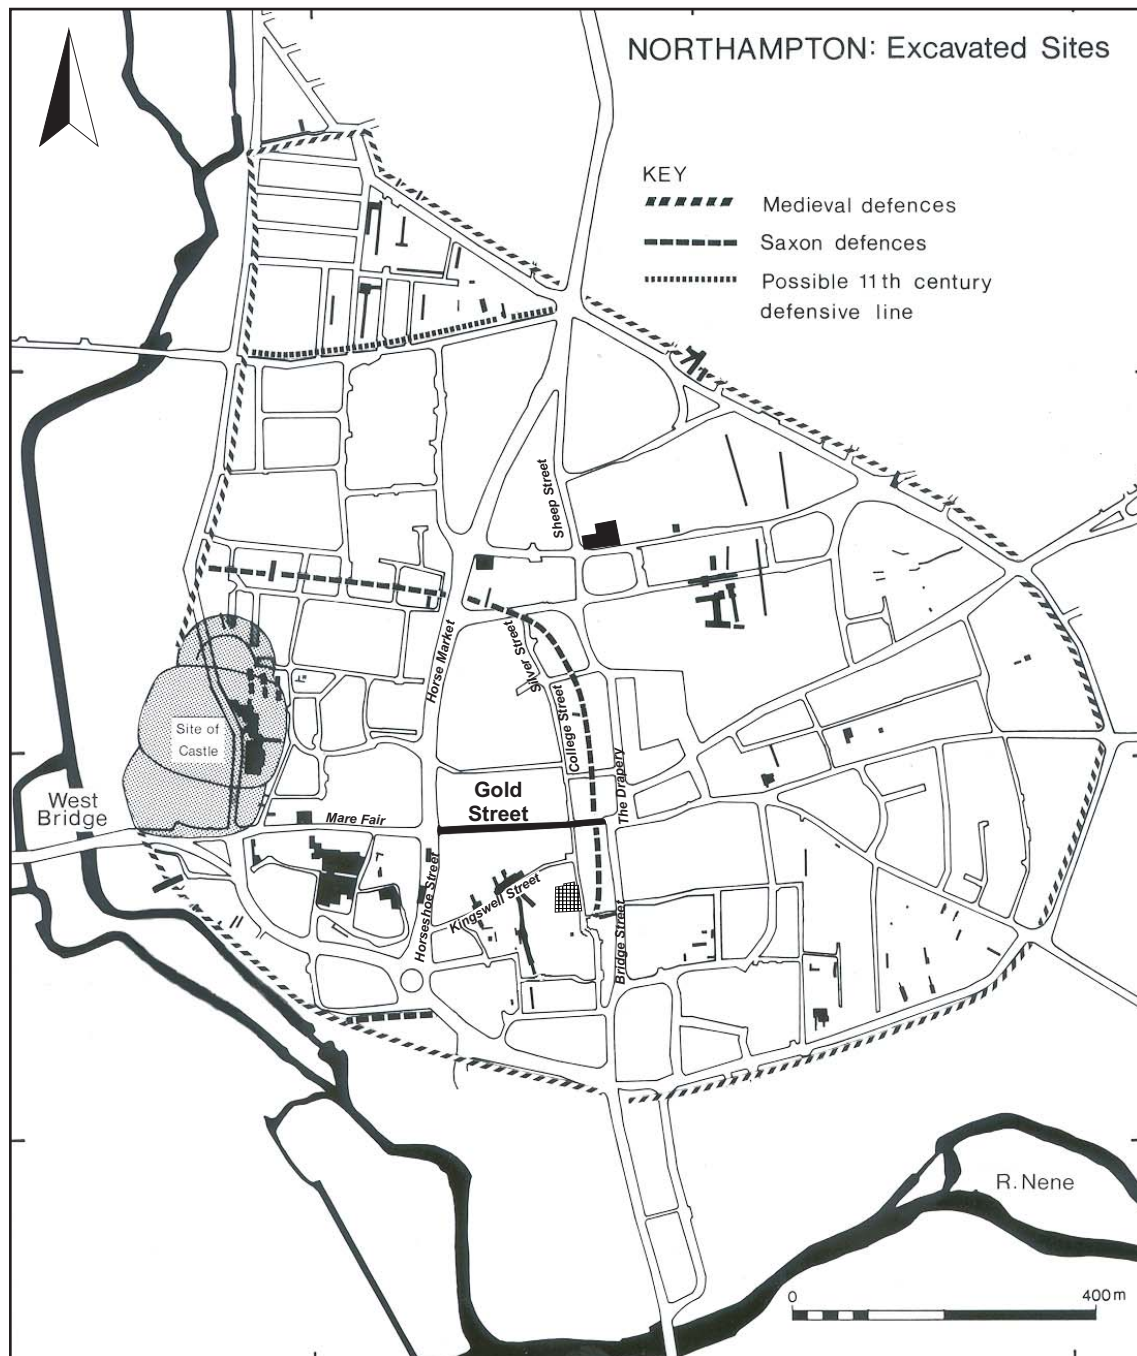 NORTHAMPTON: Excavated Sites
KEY
Medieval defences
Saxon defences
Possible 11th century
defensive line
Sheep Street
Horse Market
Silver Street
College Street
The Drapery
Site of
Castle
Gold
Street
West
Bridge
Mare Fair
Horseshoe Street
Kingswell Street
Bridge Street
R.Nene
0 400m